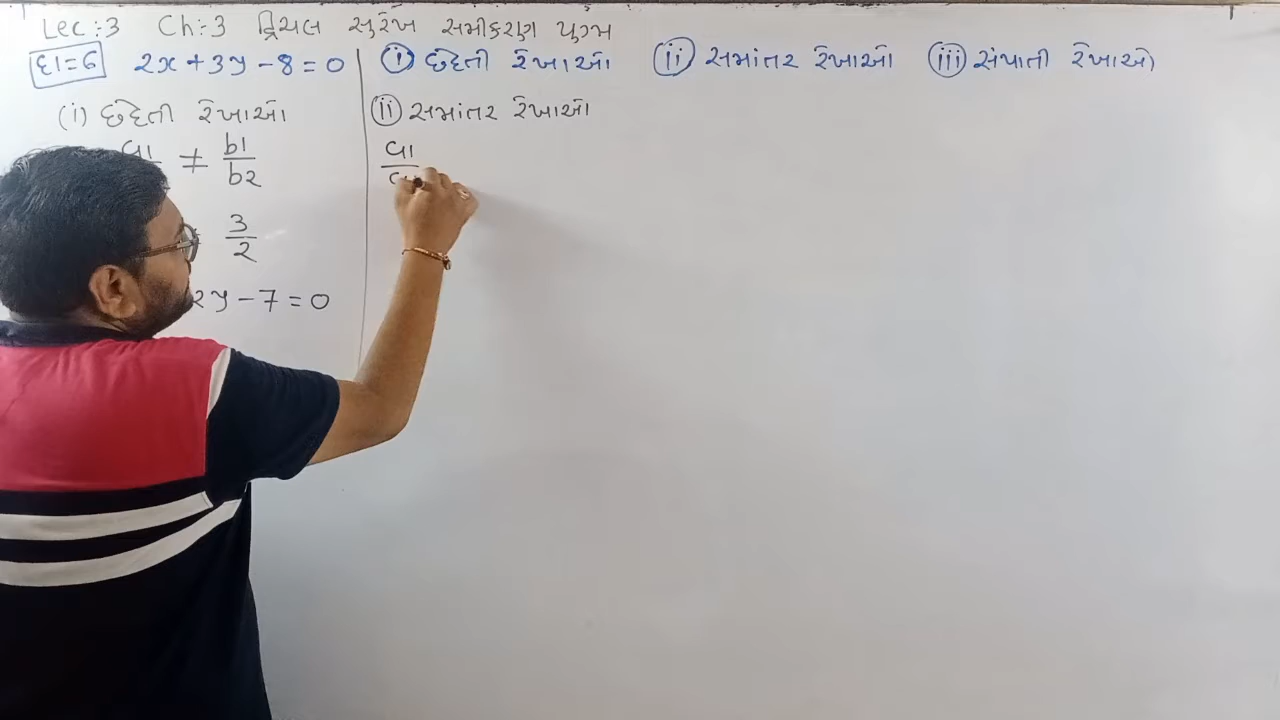 Lec:3 Ch:3 દ્વિચલ સુરેખ સમીકરણ યુગ્મ
દા=6 2x+3y-8=0 (i) છેદતી રેખાઓ (ii) સમાંતર રેખાઓ (iii) સંપાતી રેખાઓ
(i) છેદતી રેખાઓ
a1 ≠ b1
b2
3
2
2y-7=0
(ii) સમાંતર રેખાઓ
a1